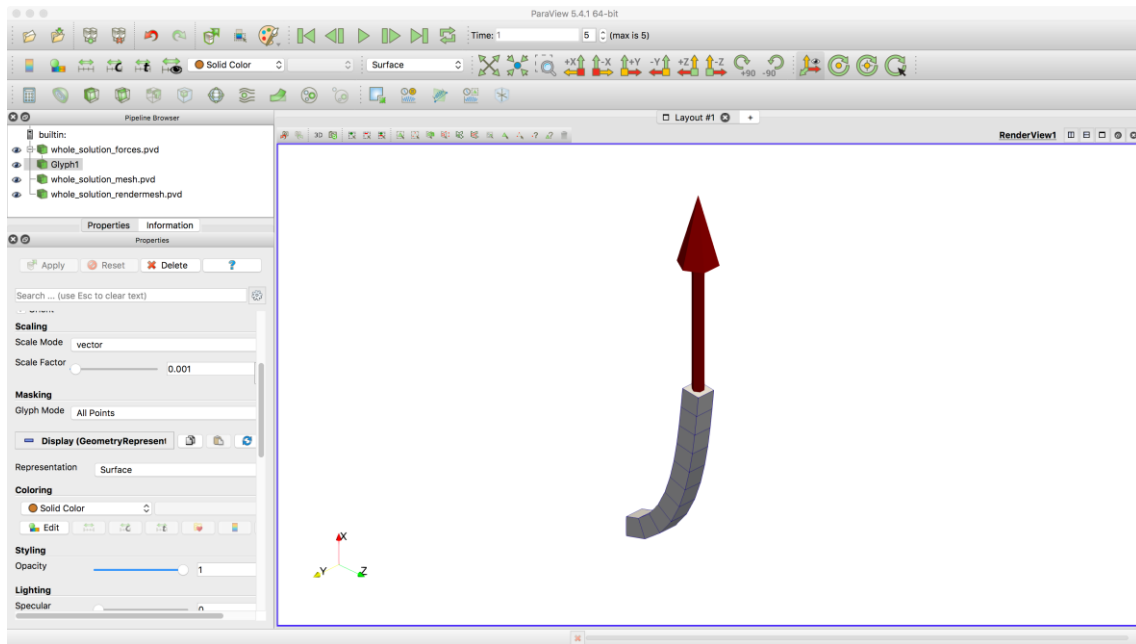 ParaView 5.4.1 64-bit
Time: 1 5 (max is 5)
Solid Color Surface +X -X +Y -Y +Z -Z +90 -90
Layout #1 +
Pipeline Browser
3D
RenderView1
builtin:
whole_solution_forces.pvd
Glyph1
whole_solution_mesh.pvd
whole_solution_rendermesh.pvd
Properties Information
Properties
Apply Reset Delete ?
Search ... (use Esc to clear text)
Scaling
Scale Mode vector
Scale Factor 0.001
Masking
Glyph Mode All Points
Display (GeometryRepresent
Representation Surface
Coloring
Solid Color
Edit
Styling
Opacity 1
Lighting
Specular 0
X
Y Z